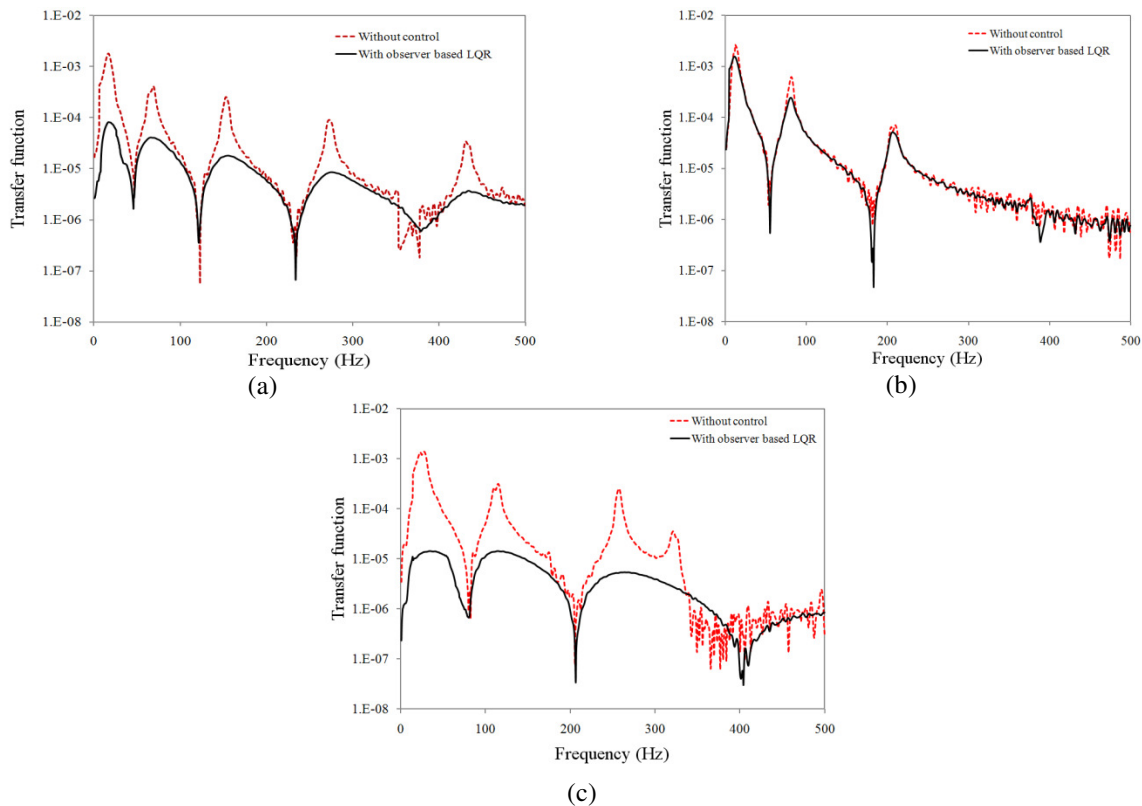 1.E-02
1.E-03
1.E-04
1.E-05
1.E-06
1.E-07
1.E-08
Transfer function
Without control
With observer based LQR
0 100 200 300 400 500
Frequency (Hz)
(a)
1.E-02
1.E-03
1.E-04
1.E-05
1.E-06
1.E-07
1.E-08
Transfer function
Without control
With observer based LQR
0 100 200 300 400 500
Frequency (Hz)
(b)
1.E-02
1.E-03
1.E-04
1.E-05
1.E-06
1.E-07
1.E-08
Transfer function
Without control
With observer based LQR
0 100 200 300 400 500
Frequency (Hz)
(c)